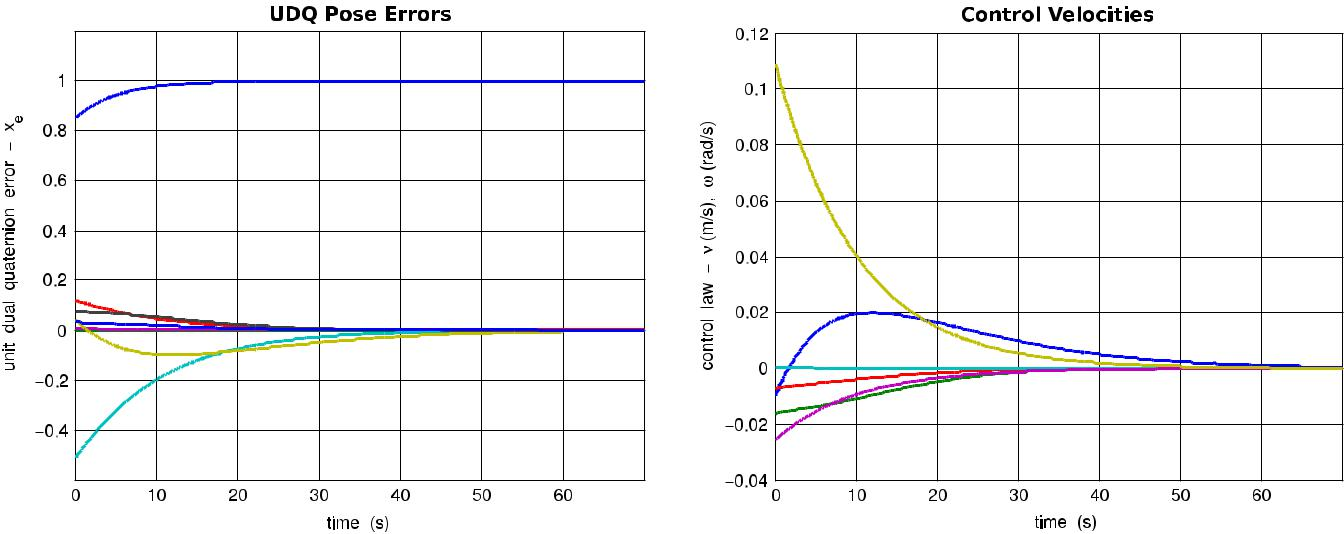 UDQ Pose Errors
unit dual quaternion error − x_e
1
0.8
0.6
0.4
0.2
0
−0.2
−0.4
0 10 20 30 40 50 60
time (s)
Control Velocities
control law − v (m/s), ω (rad/s)
0.12
0.1
0.08
0.06
0.04
0.02
0
−0.02
−0.04
0 10 20 30 40 50 60
time (s)